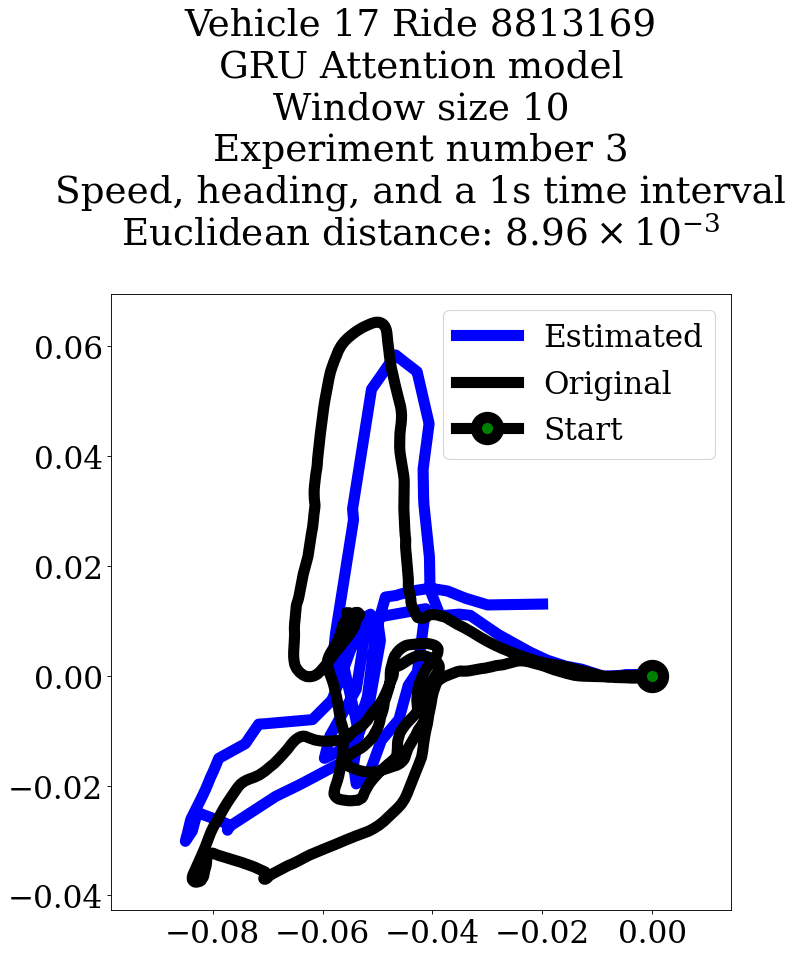 Vehicle 17 Ride 8813169
GRU Attention model
Window size 10
Experiment number 3
Speed, heading, and a 1s time interval
Euclidean distance: 8.96 × 10⁻³
Estimated
Original
Start
0.06
0.04
0.02
0.00
−0.02
−0.04
−0.08 −0.06 −0.04 −0.02 0.00